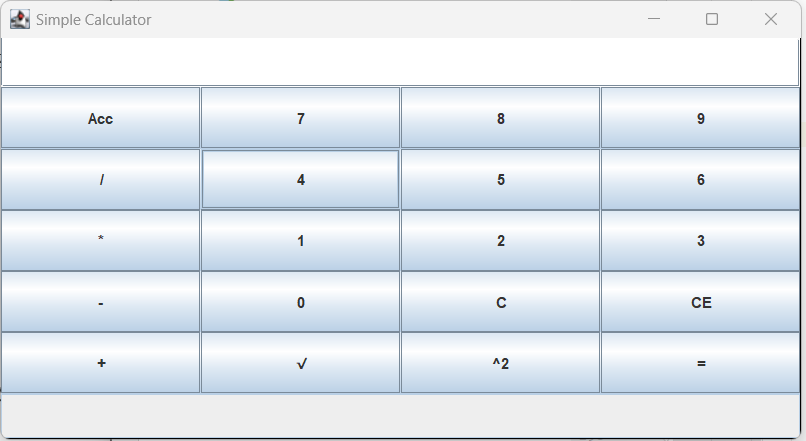 Simple Calculator
Acc 7 8 9
/ 4 5 6
* 1 2 3
- 0 C CE
+ √ ^2 =